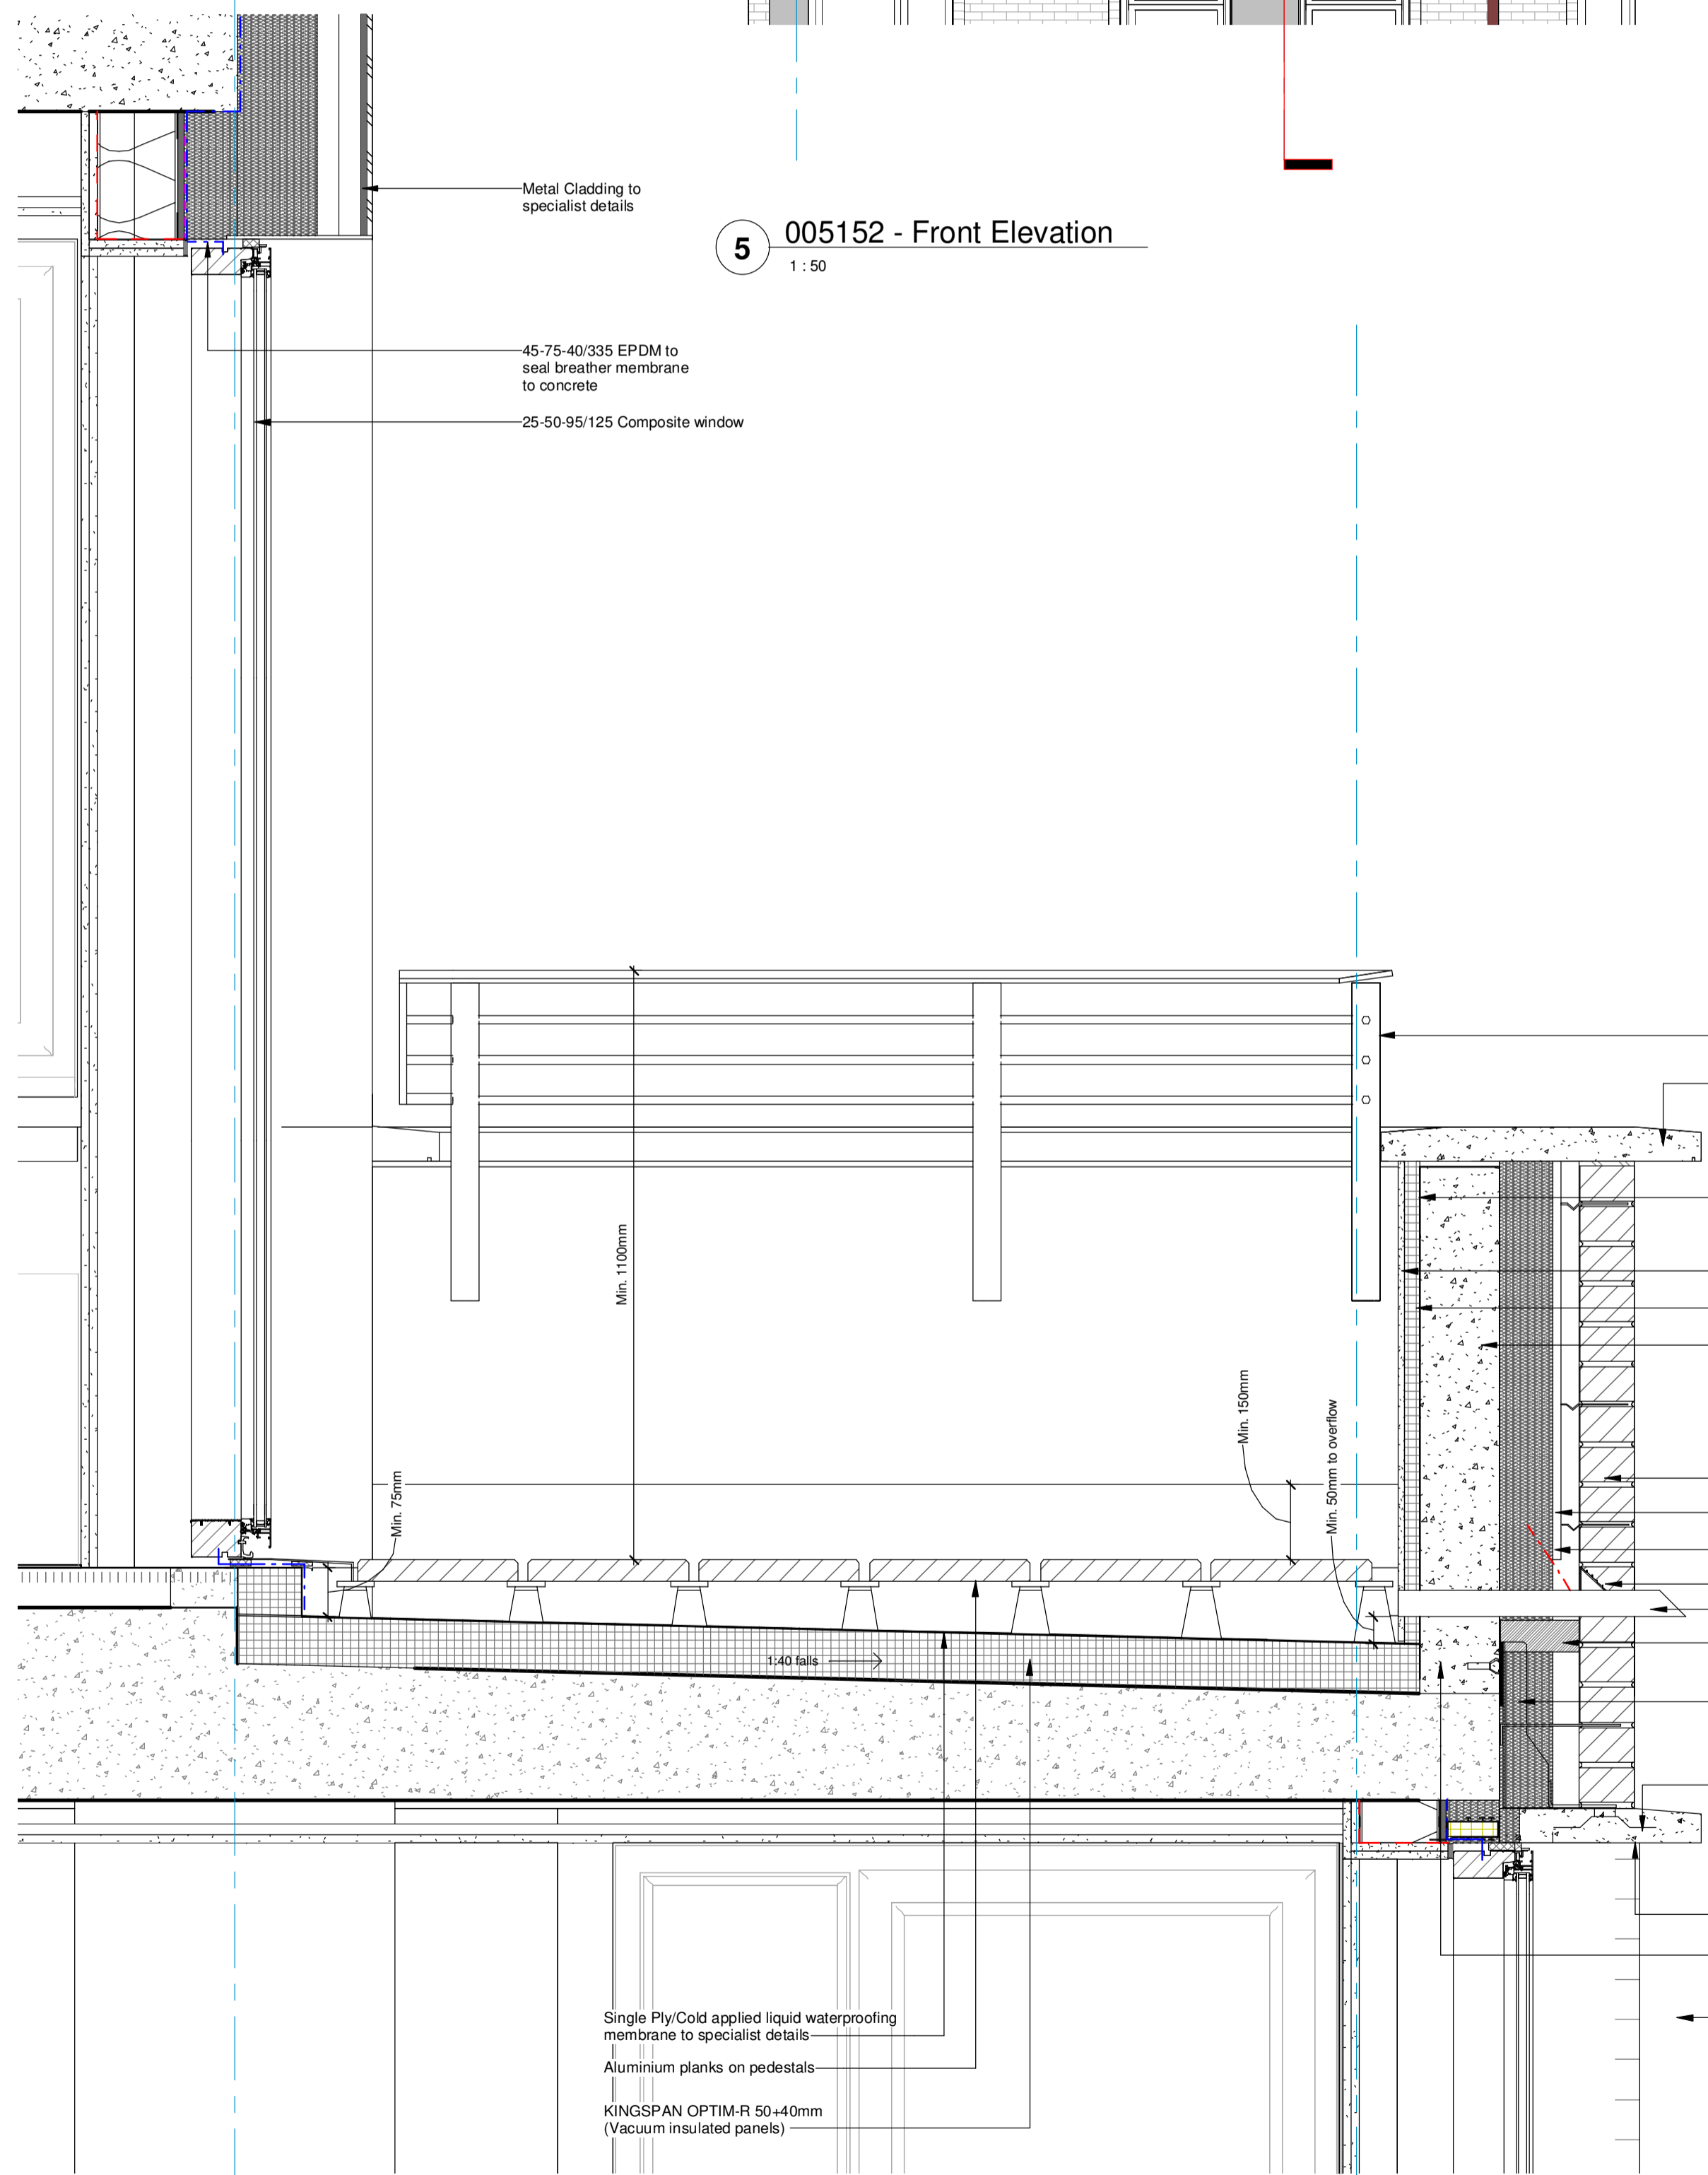 Metal Cladding to
specialist details
5
005152 - Front Elevation
1 : 50
45-75-40/335 EPDM to
seal breather membrane
to concrete
25-50-95/125 Composite window
Min. 1100mm
Min. 150mm
Min. 50mm to overflow
Min. 75mm
1:40 falls
Single Ply/Cold applied liquid waterproofing
membrane to specialist details
Aluminium planks on pedestals
KINGSPAN OPTIM-R 50+40mm
(Vacuum insulated panels)